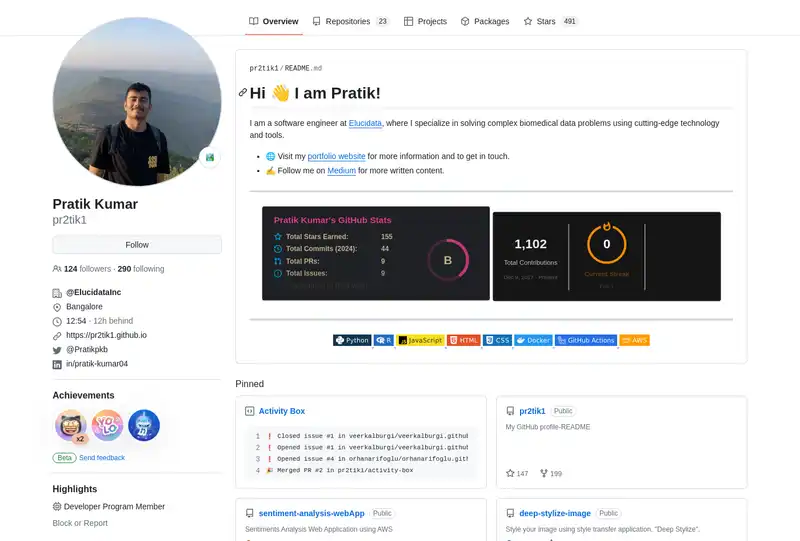 Overview
Repositories 23
Projects
Packages
Stars 491
Pratik Kumar
pr2tik1
Follow
124 followers · 290 following
@ElucidataInc
Bangalore
12:54 - 12h behind
https://pr2tik1.github.io
@Pratikpkb
in/pratik-kumar04
Achievements
x2
YOLO
Beta Send feedback
Highlights
Developer Program Member
Block or Report
pr2tik1/README.md
Hi 👋 I am Pratik!
I am a software engineer at Elucidata, where I specialize in solving complex biomedical data problems using cutting-edge technology
and tools.
• 🌐 Visit my portfolio website for more information and to get in touch.
• ✍️ Follow me on Medium for more written content.
Pratik Kumar's GitHub Stats
Total Stars Earned: 155
Total Commits (2024): 44
Total PRs: 9
Total Issues: 9
B
1,102
Total Contributions
0
Current Streak
Python
R
JavaScript
HTML
CSS
Docker
GitHub Actions
AWS
Pinned
Activity Box
1 ❗ Closed issue #1 in veerkalburgi/veerkalburgi.github
2 ❗ Opened issue #1 in veerkalburgi/veerkalburgi.github
3 ❗ Opened issue #4 in orhanarifoglu/orhanarifoglu.gith
4 🎉 Merged PR #2 in pr2tik1/activity-box
pr2tik1 Public
My GitHub profile-README
147 199
sentiment-analysis-webApp Public
Sentiments Analysis Web Application using AWS
deep-stylize-image Public
Style your image using style transfer application. "Deep Stylize".